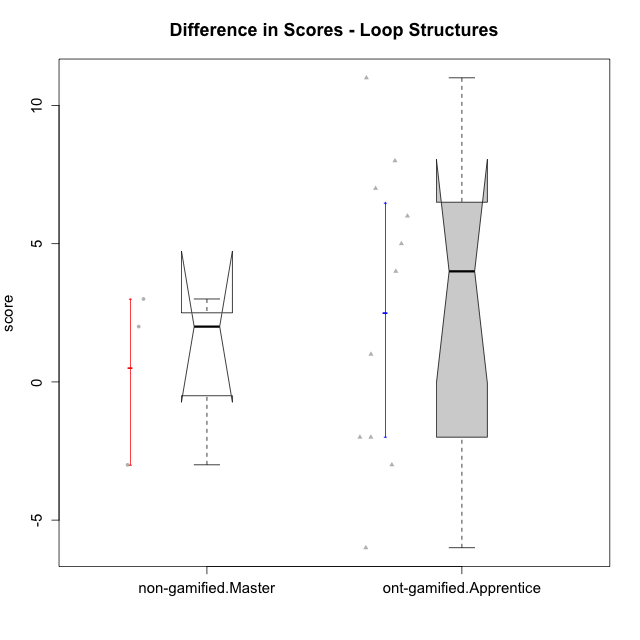 Difference in Scores - Loop Structures
10
5
0
-5
score
non-gamified.Master
ont-gamified.Apprentice